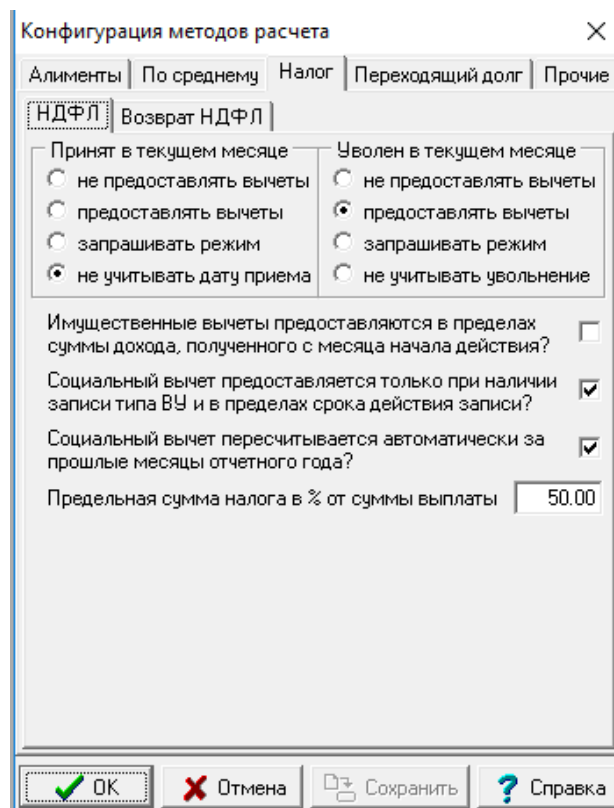 Конфигурация методов расчета
Алименты По среднему Налог Переходящий долг Прочие
НДФЛ Возврат НДФЛ
Принят в текущем месяце
не предоставлять вычеты
предоставлять вычеты
запрашивать режим
не учитывать дату приема
Уволен в текущем месяце
не предоставлять вычеты
предоставлять вычеты
запрашивать режим
не учитывать увольнение
Имущественные вычеты предоставляются в пределах
суммы дохода, полученного с месяца начала действия?
Социальный вычет предоставляется только при наличии
записи типа ВУ и в пределах срока действия записи?
Социальный вычет пересчитывается автоматически за
прошлые месяцы отчетного года?
Предельная сумма налога в % от суммы выплаты 50.00
OK Отмена Сохранить ? Справка